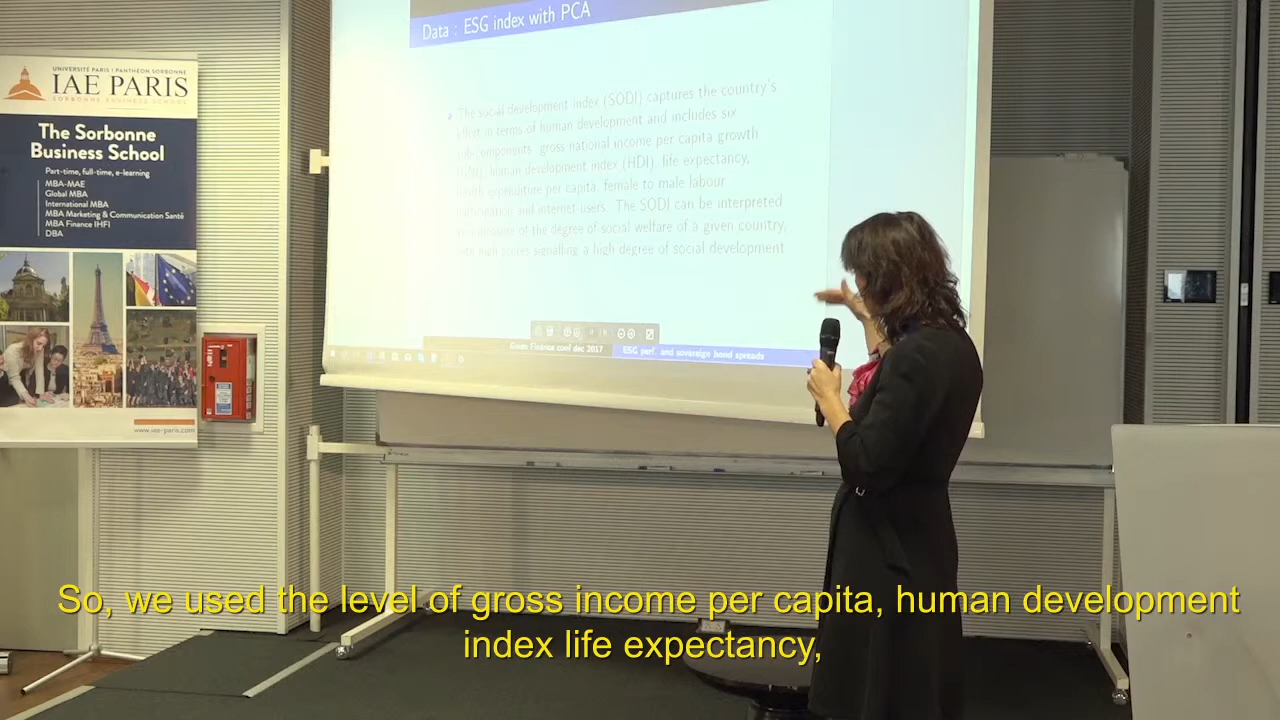 Data : ESG index with PCA
The social development index (SODI) captures the country's
effort in terms of human development and includes six
sub-components: gross national income per capita growth
human development index (HDI), life expectancy,
health expenditure per capita, female to male labour
participation and internet users. The SODI can be interpreted
of the degree of social welfare of a given country,
with high scores signalling a high degree of social development
Green Finance conf dec 2017
ESG perf. and sovereign bond spreads
UNIVERSITÉ PARIS 1 PANTHÉON SORBONNE
IAE PARIS
SORBONNE BUSINESS SCHOOL
The Sorbonne
Business School
Part-time, full-time, e-learning
MBA-MAE
Global MBA
International MBA
MBA Marketing & Communication Santé
MBA Finance IHFI
DBA
www.iae-paris.com
So, we used the level of gross income per capita, human development
index life expectancy,